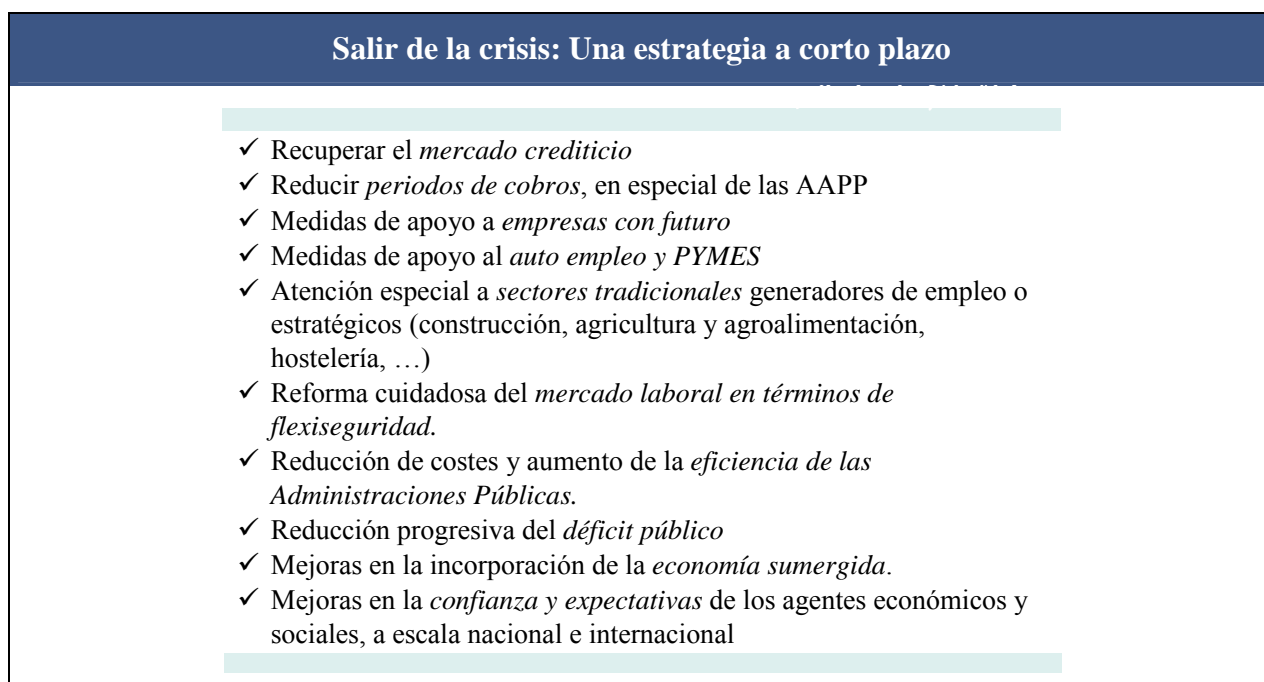 Salir de la crisis: Una estrategia a corto plazo
✓ Recuperar el mercado crediticio
✓ Reducir periodos de cobros, en especial de las AAPP
✓ Medidas de apoyo a empresas con futuro
✓ Medidas de apoyo al auto empleo y PYMES
✓ Atención especial a sectores tradicionales generadores de empleo o
estratégicos (construcción, agricultura y agroalimentación,
hostelería, …)
✓ Reforma cuidadosa del mercado laboral en términos de
flexiseguridad.
✓ Reducción de costes y aumento de la eficiencia de las
Administraciones Públicas.
✓ Reducción progresiva del déficit público
✓ Mejoras en la incorporación de la economía sumergida.
✓ Mejoras en la confianza y expectativas de los agentes económicos y
sociales, a escala nacional e internacional